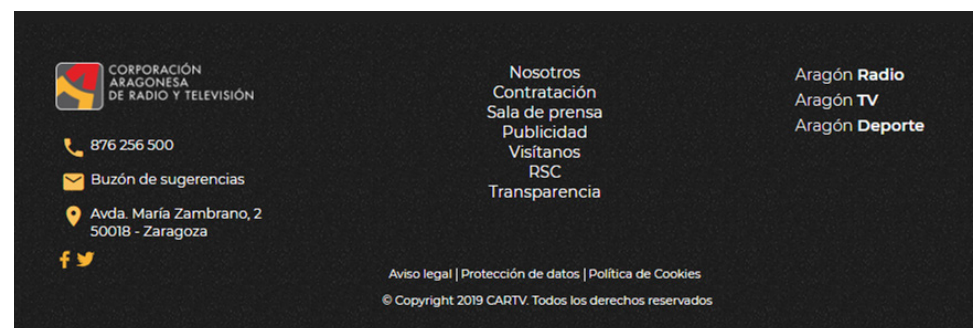 CORPORACIÓN
ARAGONESA
DE RADIO Y TELEVISIÓN
876 256 500
Buzón de sugerencias
Avda. María Zambrano, 2
50018 - Zaragoza
Nosotros
Contratación
Sala de prensa
Publicidad
Visítanos
RSC
Transparencia
Aragón Radio
Aragón TV
Aragón Deporte
Aviso legal | Protección de datos | Política de Cookies
© Copyright 2019 CARTV. Todos los derechos reservados